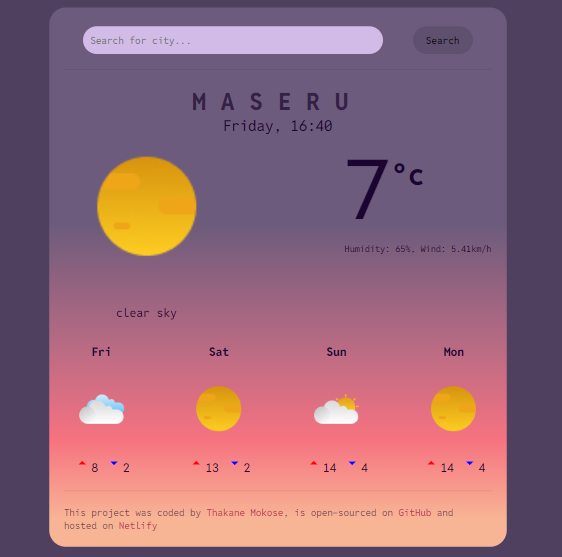 Search for city...
Search
MASERU
Friday, 16:40
7 °c
Humidity: 65%, Wind: 5.41km/h
clear sky
Fri Sat Sun Mon
8 2 13 2 14 4 14 4
This project was coded by Thakane Mokose, is open-sourced on GitHub and
hosted on Netlify